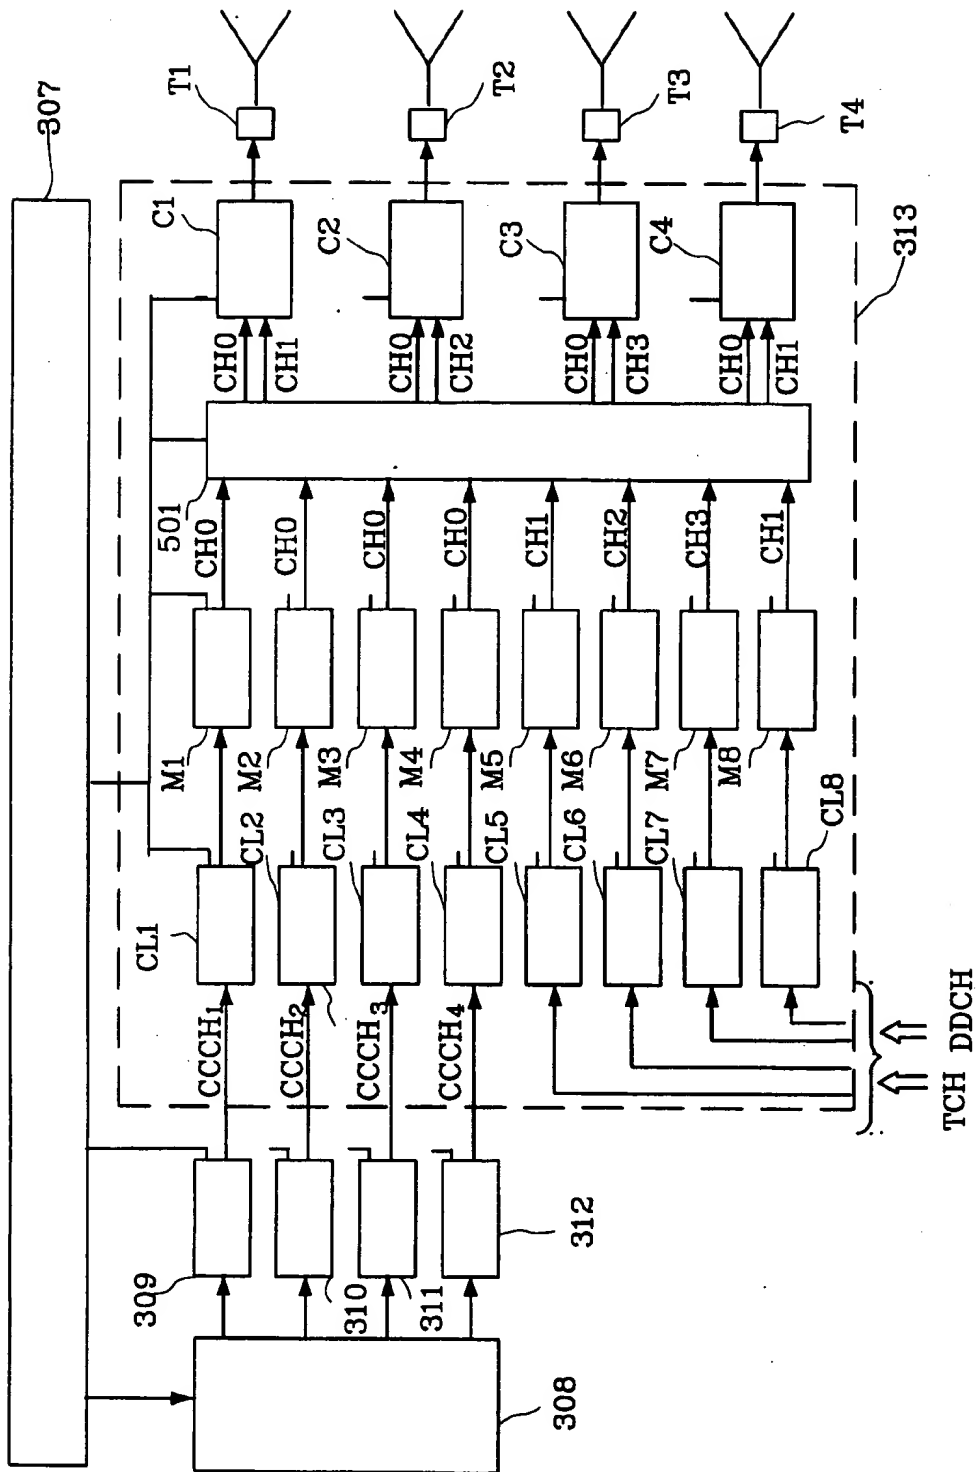 307
T1
T2
T3
T4
C1
C2
C3
C4
313
CH0
CH1
CH0
CH2
CH0
CH3
CH0
CH1
501
CH0
CH0
CH0
CH0
CH1
CH2
CH3
CH1
M1
M2
M3
M4
M5
M6
M7
M8
CL1
CL2
CL3
CL4
CL5
CL6
CL7
CL8
CCCH1
CCCH2
CCCH3
CCCH4
TCH
DDCH
309
310
311
312
308